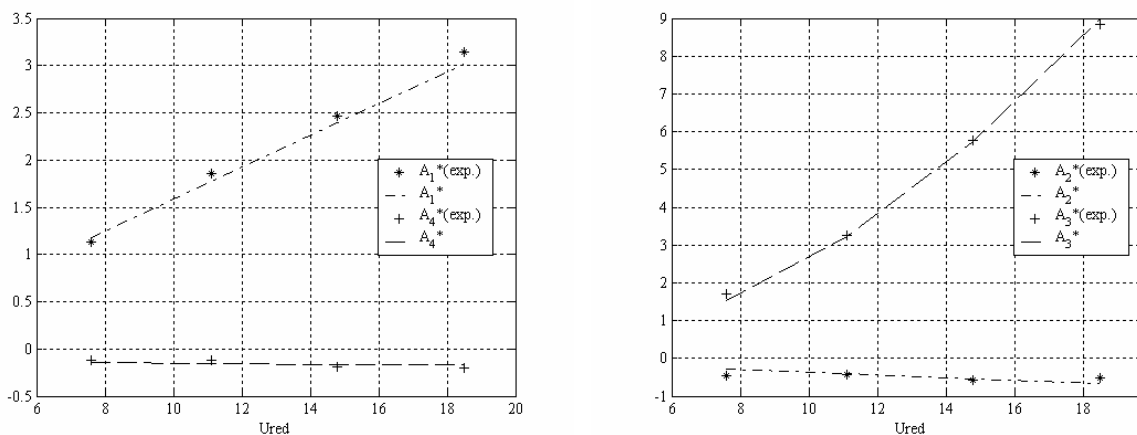 3.5
3
2.5
2
1.5
1
0.5
0
-0.5
6 8 10 12 14 16 18 20
Ured
A1*(exp.)
A1*
A4*(exp.)
A4*
9
8
7
6
5
4
3
2
1
0
-1
6 8 10 12 14 16 18
Ured
A2*(exp.)
A2*
A3*(exp.)
A3*